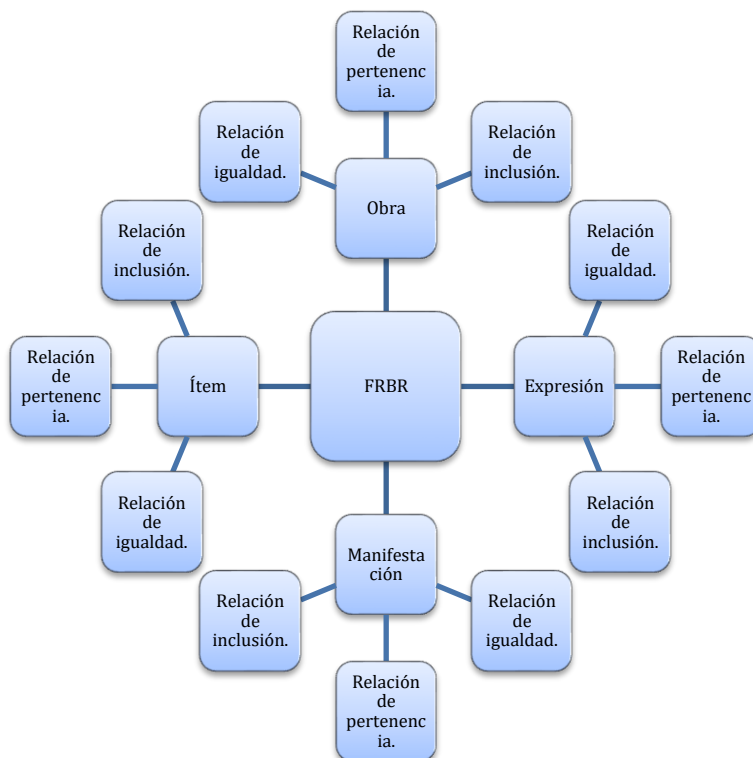 Relación
de
pertenenc
ia.
Relación
de
igualdad.
Relación
de
inclusión.
Obra
Relación
de
inclusión.
Relación
de
igualdad.
Relación
de
pertenenc
ia.
Ítem
FRBR
Expresión
Relación
de
pertenenc
ia.
Relación
de
igualdad.
Relación
de
inclusión.
Manifesta
ción
Relación
de
inclusión.
Relación
de
igualdad.
Relación
de
pertenenc
ia.